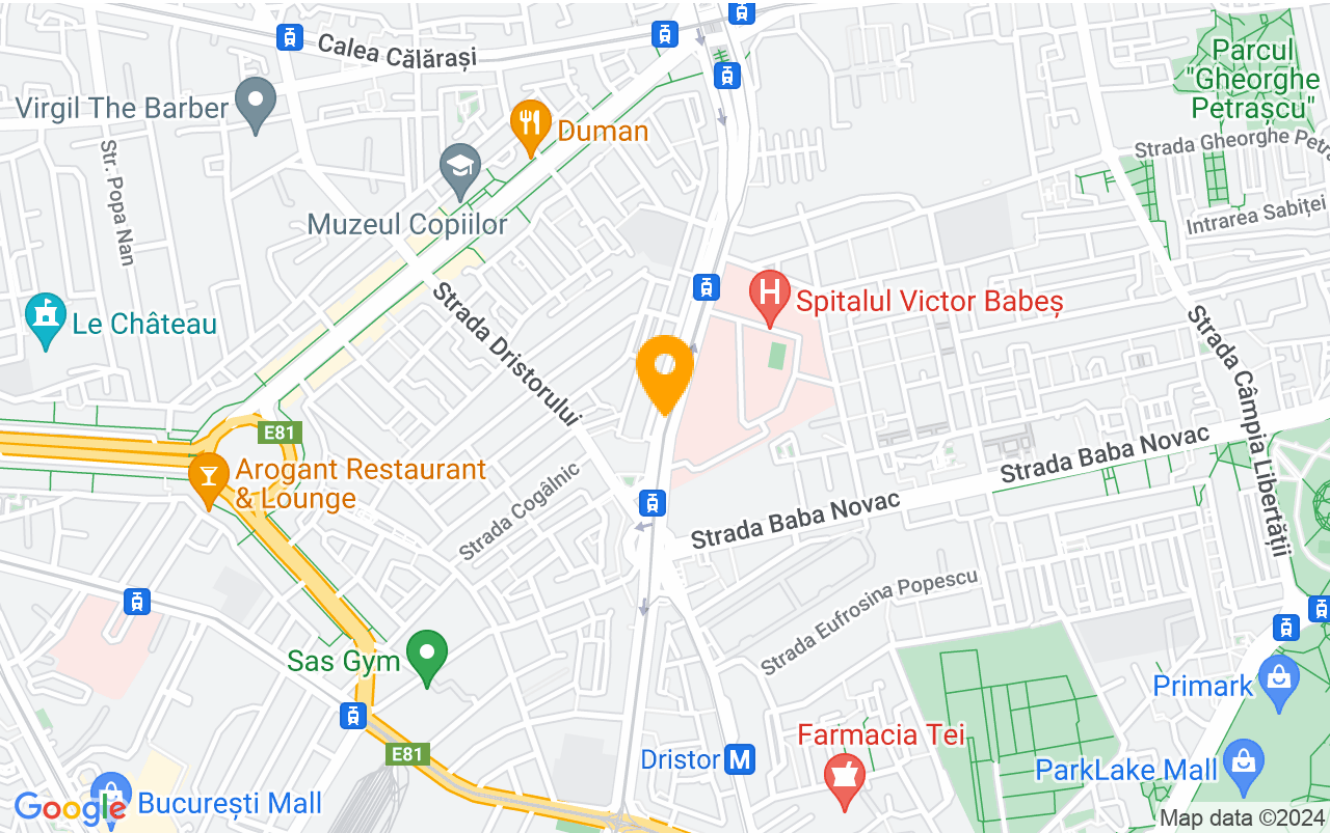 Calea Călărași
Parcul
"Gheorghe
Petrașcu"
Virgil The Barber
Duman
Strada Gheorghe Petra
Str. Popa Nan
Muzeul Copiilor
Intrarea Sabiței
H
Spitalul Victor Babeș
Le Château
Strada Dristorului
Strada Câmpia Libertății
E81
Strada Baba Novac
Arogant Restaurant
& Lounge
Strada Cogâlnic
Strada Baba Novac
Strada Eufrosina Popescu
Sas Gym
Primark
Farmacia Tei
E81
Dristor M
ParkLake Mall
Google
București Mall
Map data ©2024